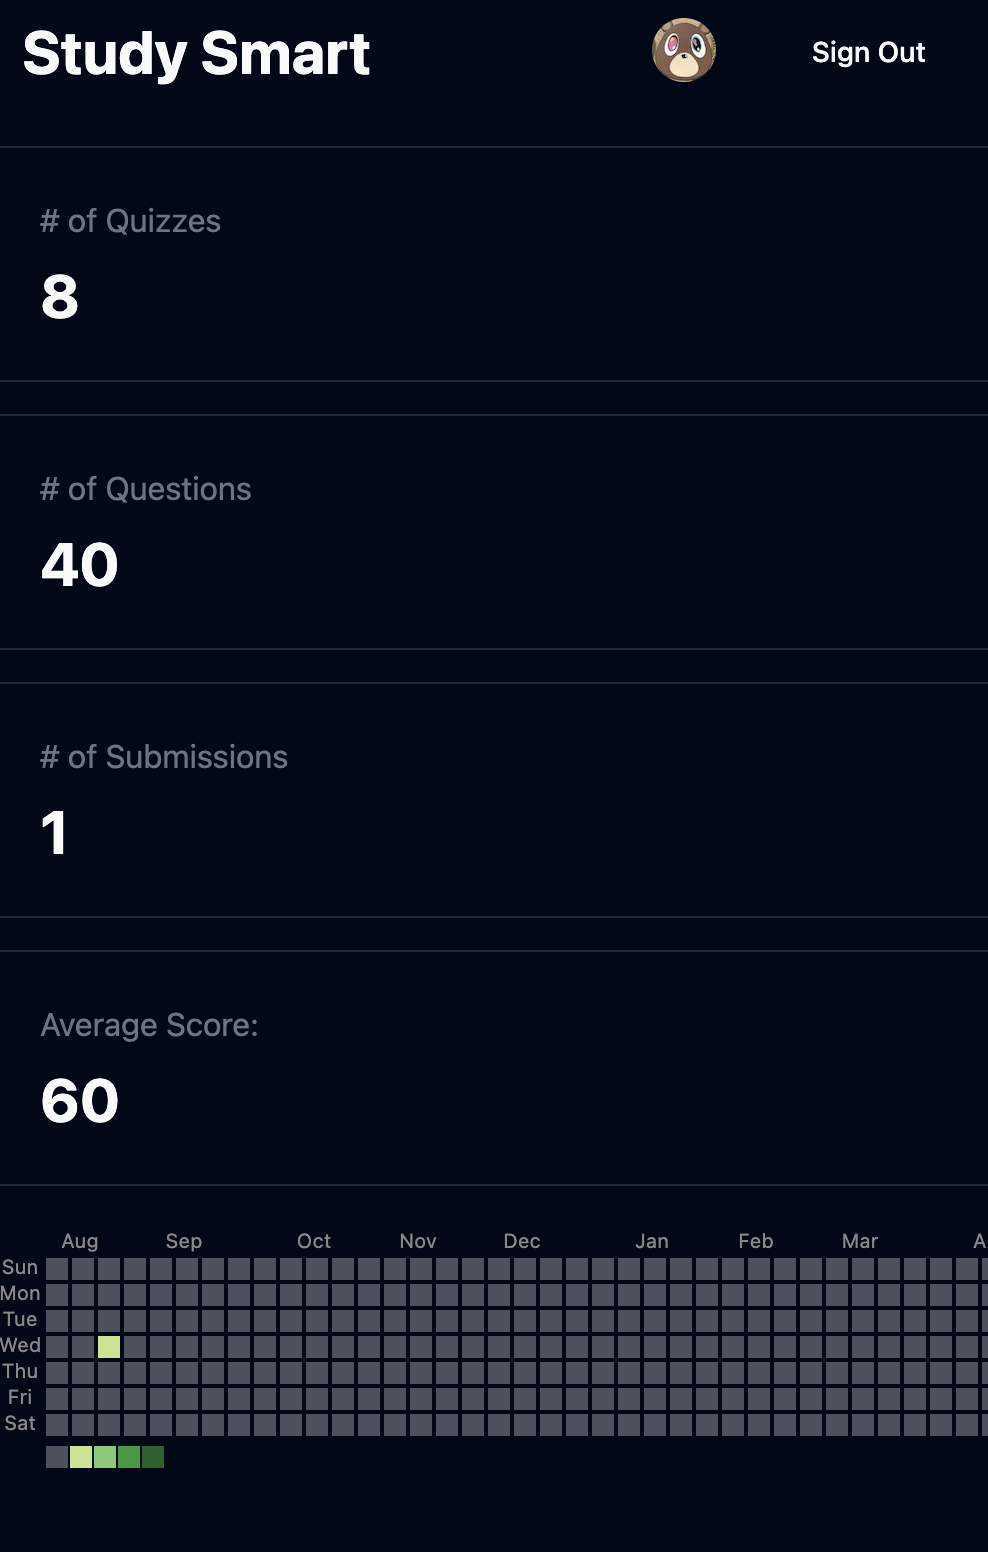 Study Smart
Sign Out
# of Quizzes
8
# of Questions
40
# of Submissions
1
Average Score:
60
Aug Sep Oct Nov Dec Jan Feb Mar A
Sun
Mon
Tue
Wed
Thu
Fri
Sat